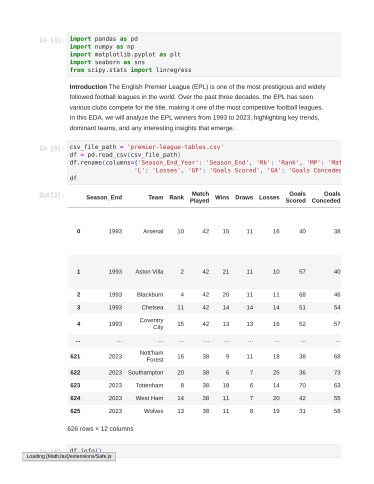 In [3]:
import pandas as pd
import numpy as np
import matplotlib.pyplot as plt
import seaborn as sns
from scipy.stats import linregress
Introduction The English Premier League (EPL) is one of the most prestigious and widely
followed football leagues in the world. Over the past three decades, the EPL has seen
various clubs compete for the title, making it one of the most competitive football leagues.
In this EDA, we will analyze the EPL winners from 1993 to 2023, highlighting key trends,
dominant teams, and any interesting insights that emerge.
csv_file_path = 'premier-league-tables.csv'
df = pd.read_csv(csv_file_path)
df.rename(columns={'Season_End_Year': 'Season_End', 'Rk': 'Rank', 'MP': 'Mat
'L': 'Losses', 'GF': 'Goals Scored', 'GA': 'Goals Conceded
df
Season_End Team Rank Match Played Wins Draws Losses Goals Scored Goals Conceded
0 1993 Arsenal 10 42 15 11 16 40 38
1 1993 Aston Villa 2 42 21 11 10 57 40
2 1993 Blackburn 4 42 20 11 11 68 46
3 1993 Chelsea 11 42 14 14 14 51 54
4 1993 Coventry City 15 42 13 13 16 52 57
... ... ... ... ... ... ... ... ... ...
621 2023 Nott'ham Forest 16 38 9 11 18 38 68
622 2023 Southampton 20 38 6 7 25 36 73
623 2023 Tottenham 8 38 18 6 14 70 63
624 2023 West Ham 14 38 11 7 20 42 55
625 2023 Wolves 13 38 11 8 19 31 58
626 rows × 12 columns
df.info()
Loading [MathJax]/extensions/Safe.js